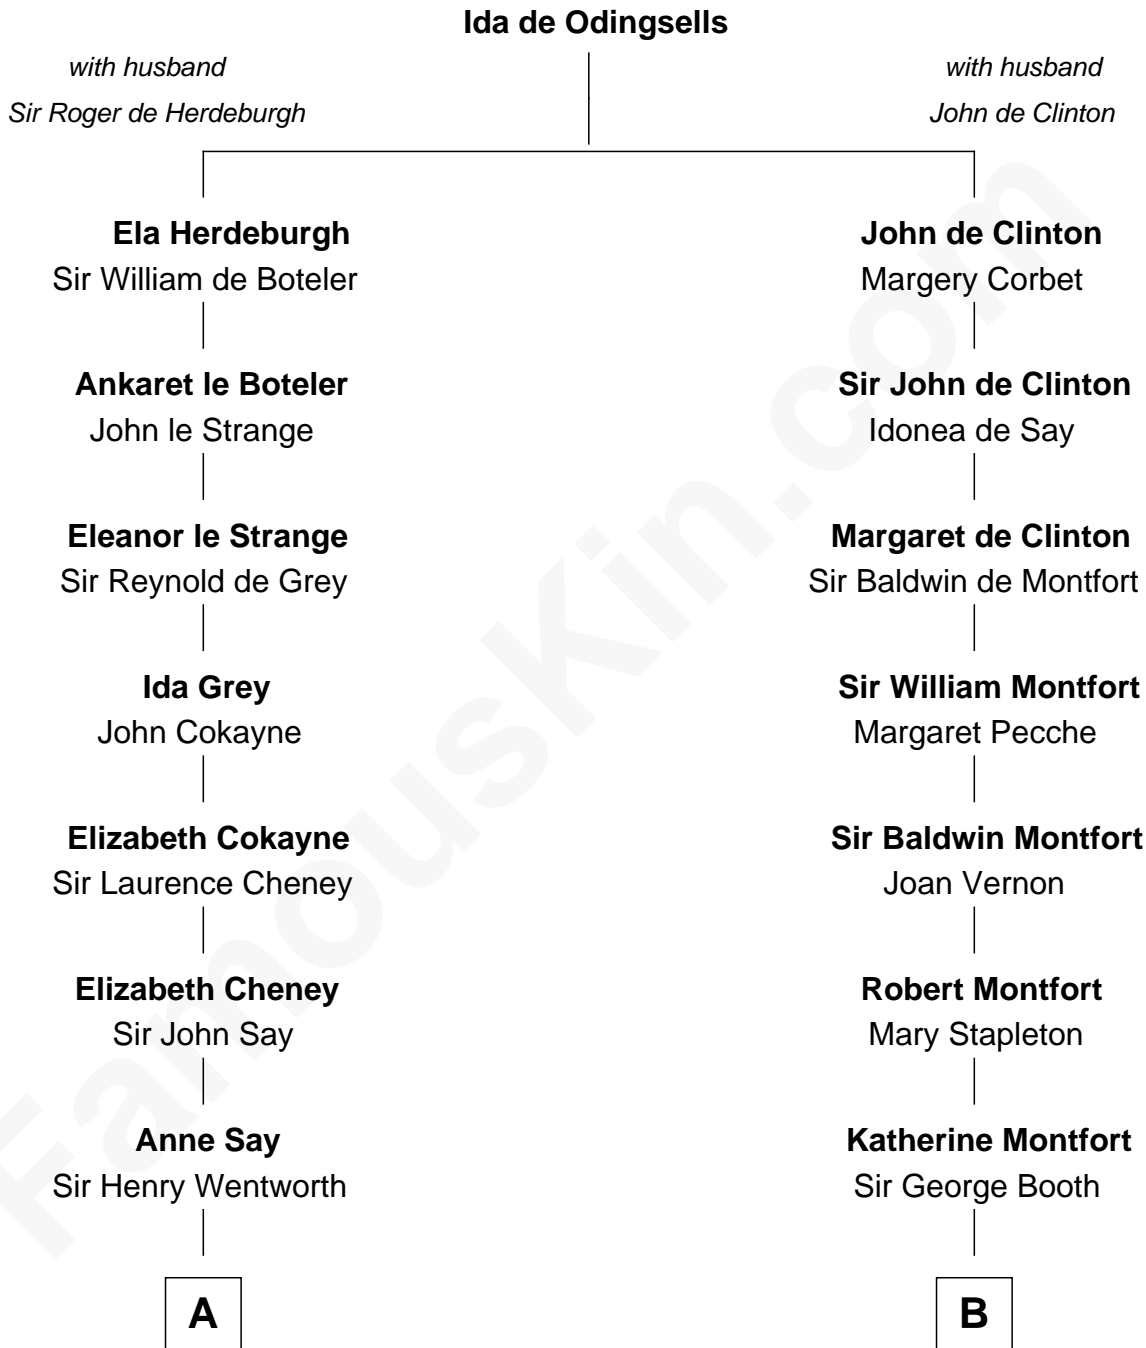 Ida de Odingsells
with husband
Sir Roger de Herdeburgh
with husband
John de Clinton
Ela Herdeburgh
Sir William de Boteler
Ankaret le Boteler
John le Strange
Eleanor le Strange
Sir Reynold de Grey
Ida Grey
John Cokayne
Elizabeth Cokayne
Sir Laurence Cheney
Elizabeth Cheney
Sir John Say
Anne Say
Sir Henry Wentworth
A
John de Clinton
Margery Corbet
Sir John de Clinton
Idonea de Say
Margaret de Clinton
Sir Baldwin de Montfort
Sir William Montfort
Margaret Pecche
Sir Baldwin Montfort
Joan Vernon
Robert Montfort
Mary Stapleton
Katherine Montfort
Sir George Booth
B
FamousKin.com